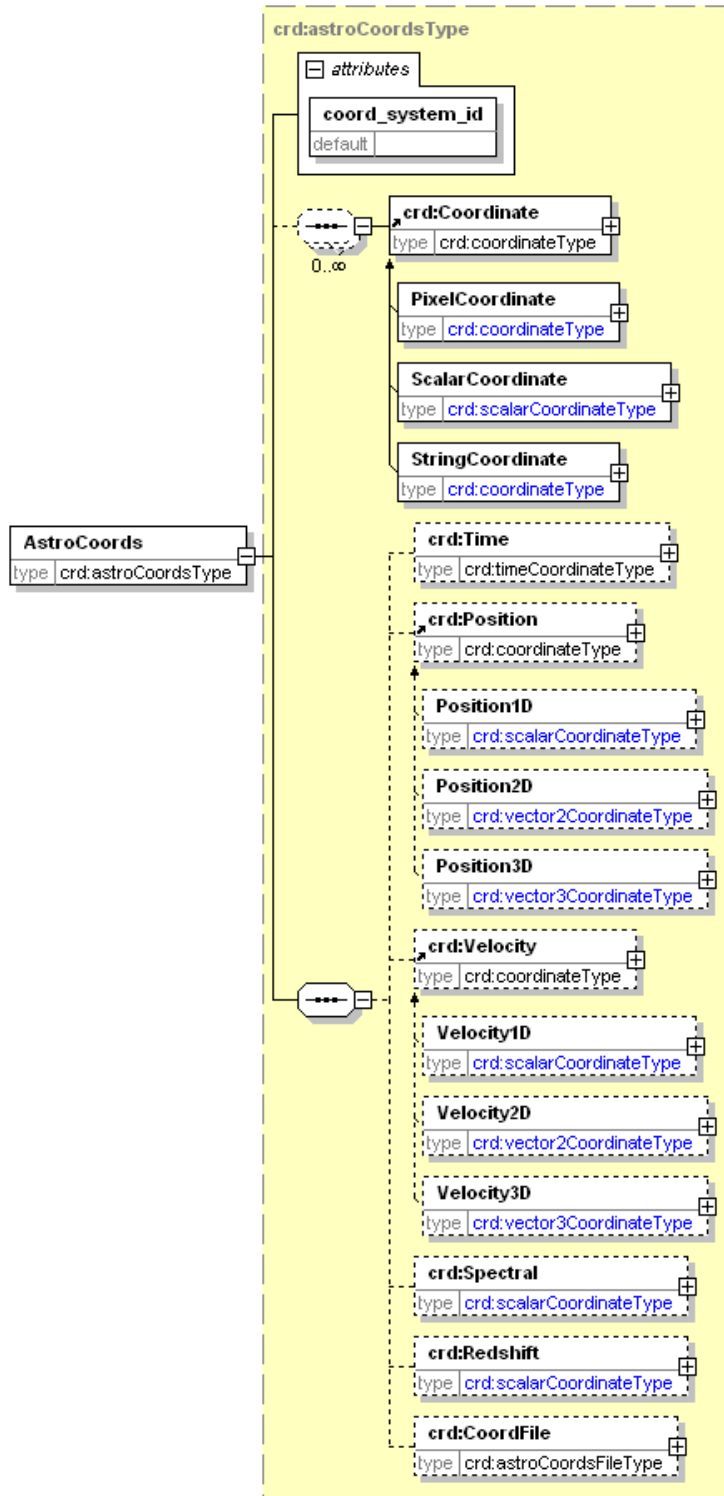 crd:astroCoordsType
attributes
coord_system_id
default
crd:Coordinate
type crd:coordinateType
0..∞
PixelCoordinate
type crd:coordinateType
ScalarCoordinate
type crd:scalarCoordinateType
StringCoordinate
type crd:coordinateType
AstroCoords
type crd:astroCoordsType
crd:Time
type crd:timeCoordinateType
crd:Position
type crd:coordinateType
Position1D
type crd:scalarCoordinateType
Position2D
type crd:vector2CoordinateType
Position3D
type crd:vector3CoordinateType
crd:Velocity
type crd:coordinateType
Velocity1D
type crd:scalarCoordinateType
Velocity2D
type crd:vector2CoordinateType
Velocity3D
type crd:vector3CoordinateType
crd:Spectral
type crd:scalarCoordinateType
crd:Redshift
type crd:scalarCoordinateType
crd:CoordFile
type crd:astroCoordsFileType